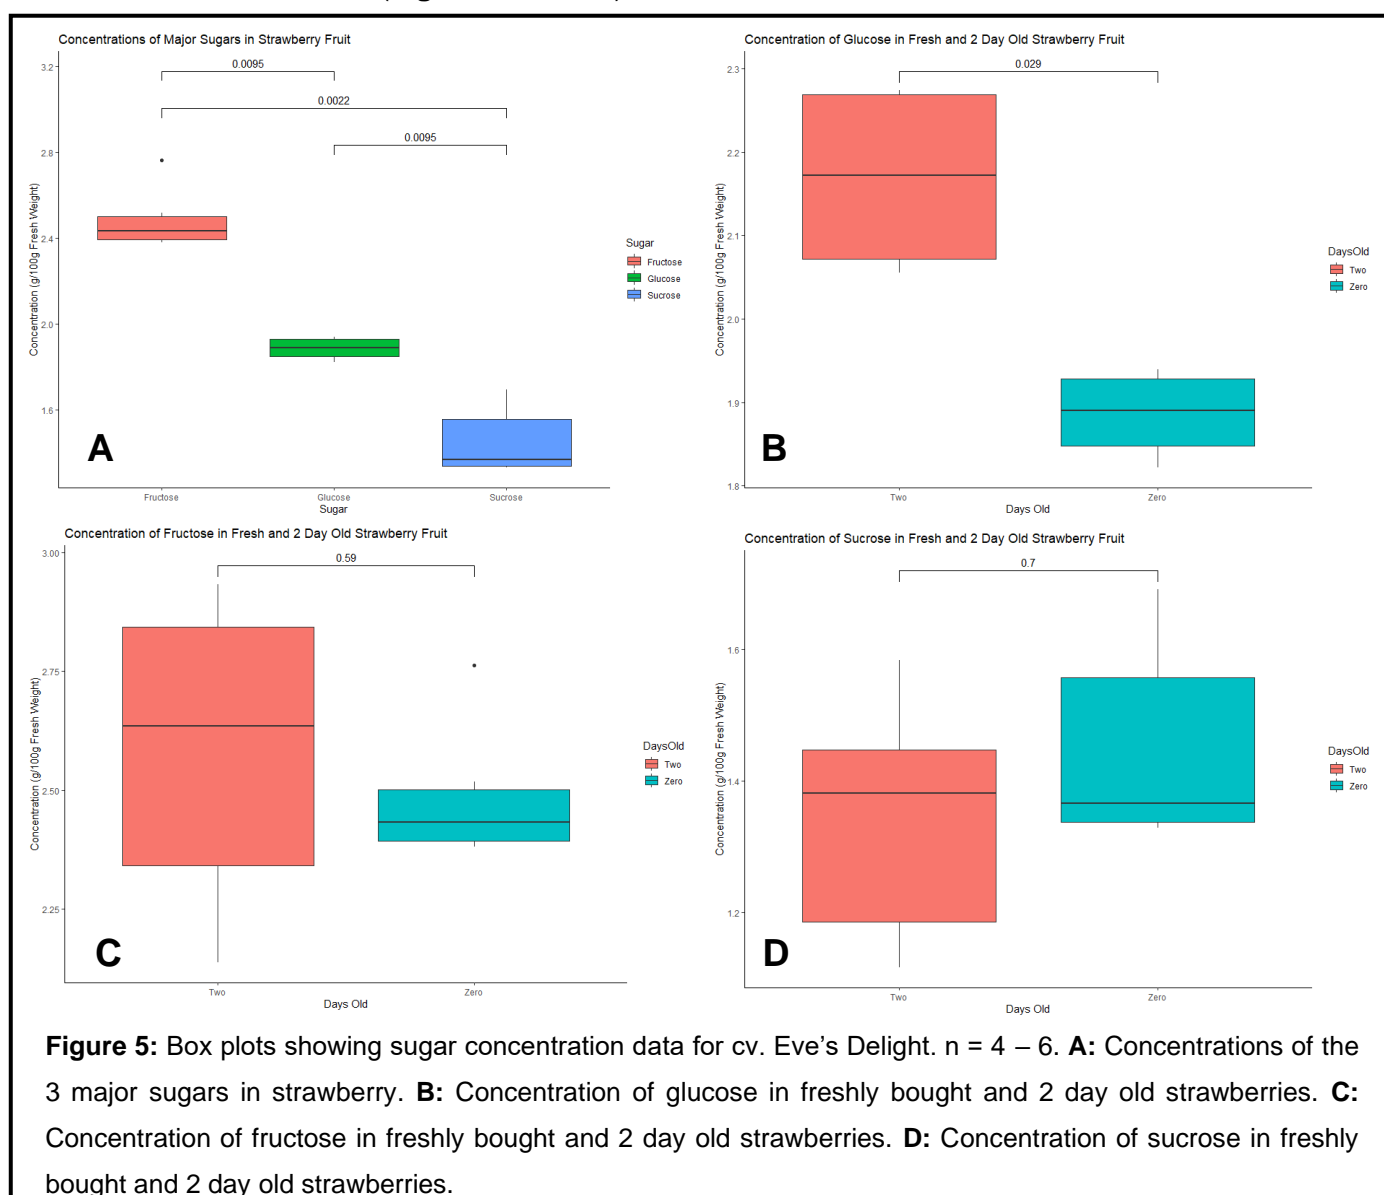 Concentrations of Major Sugars in Strawberry Fruit
Concentration (g/100g Fresh Weight)
3.2
2.8
2.4
2.0
1.6
0.0095
0.0022
0.0095
A
Fructose
Glucose
Sucrose
Sugar
Sugar
Fructose
Glucose
Sucrose
Concentration of Glucose in Fresh and 2 Day Old Strawberry Fruit
Concentration (g/100g Fresh Weight)
2.3
2.2
2.1
2.0
1.9
1.8
0.029
B
Two
Zero
Days Old
DaysOld
Two
Zero
Concentration of Fructose in Fresh and 2 Day Old Strawberry Fruit
Concentration (g/100g Fresh Weight)
3.00
2.75
2.50
2.25
0.59
C
Two
Zero
Days Old
DaysOld
Two
Zero
Concentration of Sucrose in Fresh and 2 Day Old Strawberry Fruit
Concentration (g/100g Fresh Weight)
1.6
1.4
1.2
0.7
D
Two
Zero
Days Old
DaysOld
Two
Zero
Figure 5: Box plots showing sugar concentration data for cv. Eve’s Delight. n = 4 – 6. A: Concentrations of the
3 major sugars in strawberry. B: Concentration of glucose in freshly bought and 2 day old strawberries. C:
Concentration of fructose in freshly bought and 2 day old strawberries. D: Concentration of sucrose in freshly
bought and 2 day old strawberries.